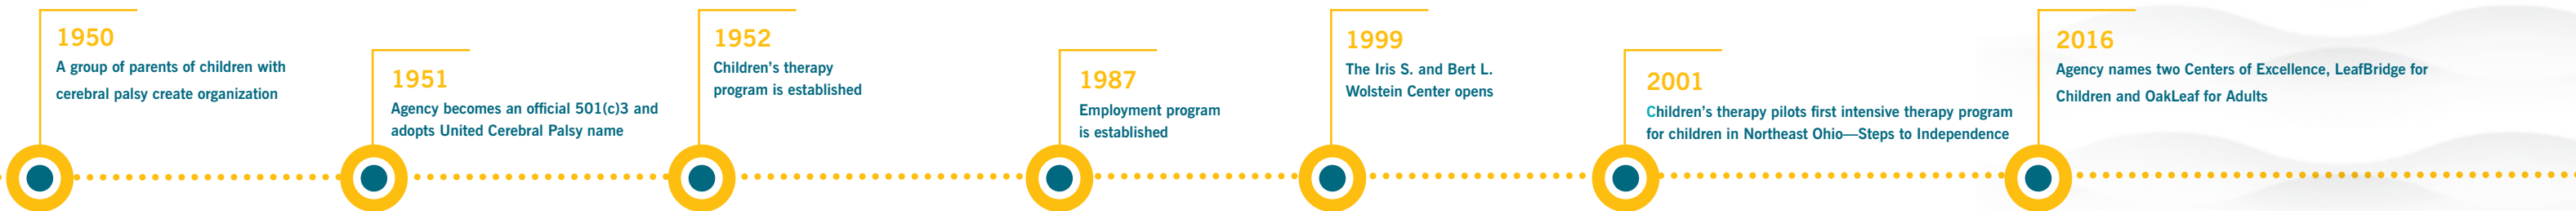 1950
A group of parents of children with
cerebral palsy create organization
1951
Agency becomes an official 501(c)3 and
adopts United Cerebral Palsy name
1952
Children’s therapy
program is established
1987
Employment program
is established
1999
The Iris S. and Bert L.
Wolstein Center opens
2001
Children’s therapy pilots first intensive therapy program
for children in Northeast Ohio—Steps to Independence
2016
Agency names two Centers of Excellence, LeafBridge for
Children and OakLeaf for Adults